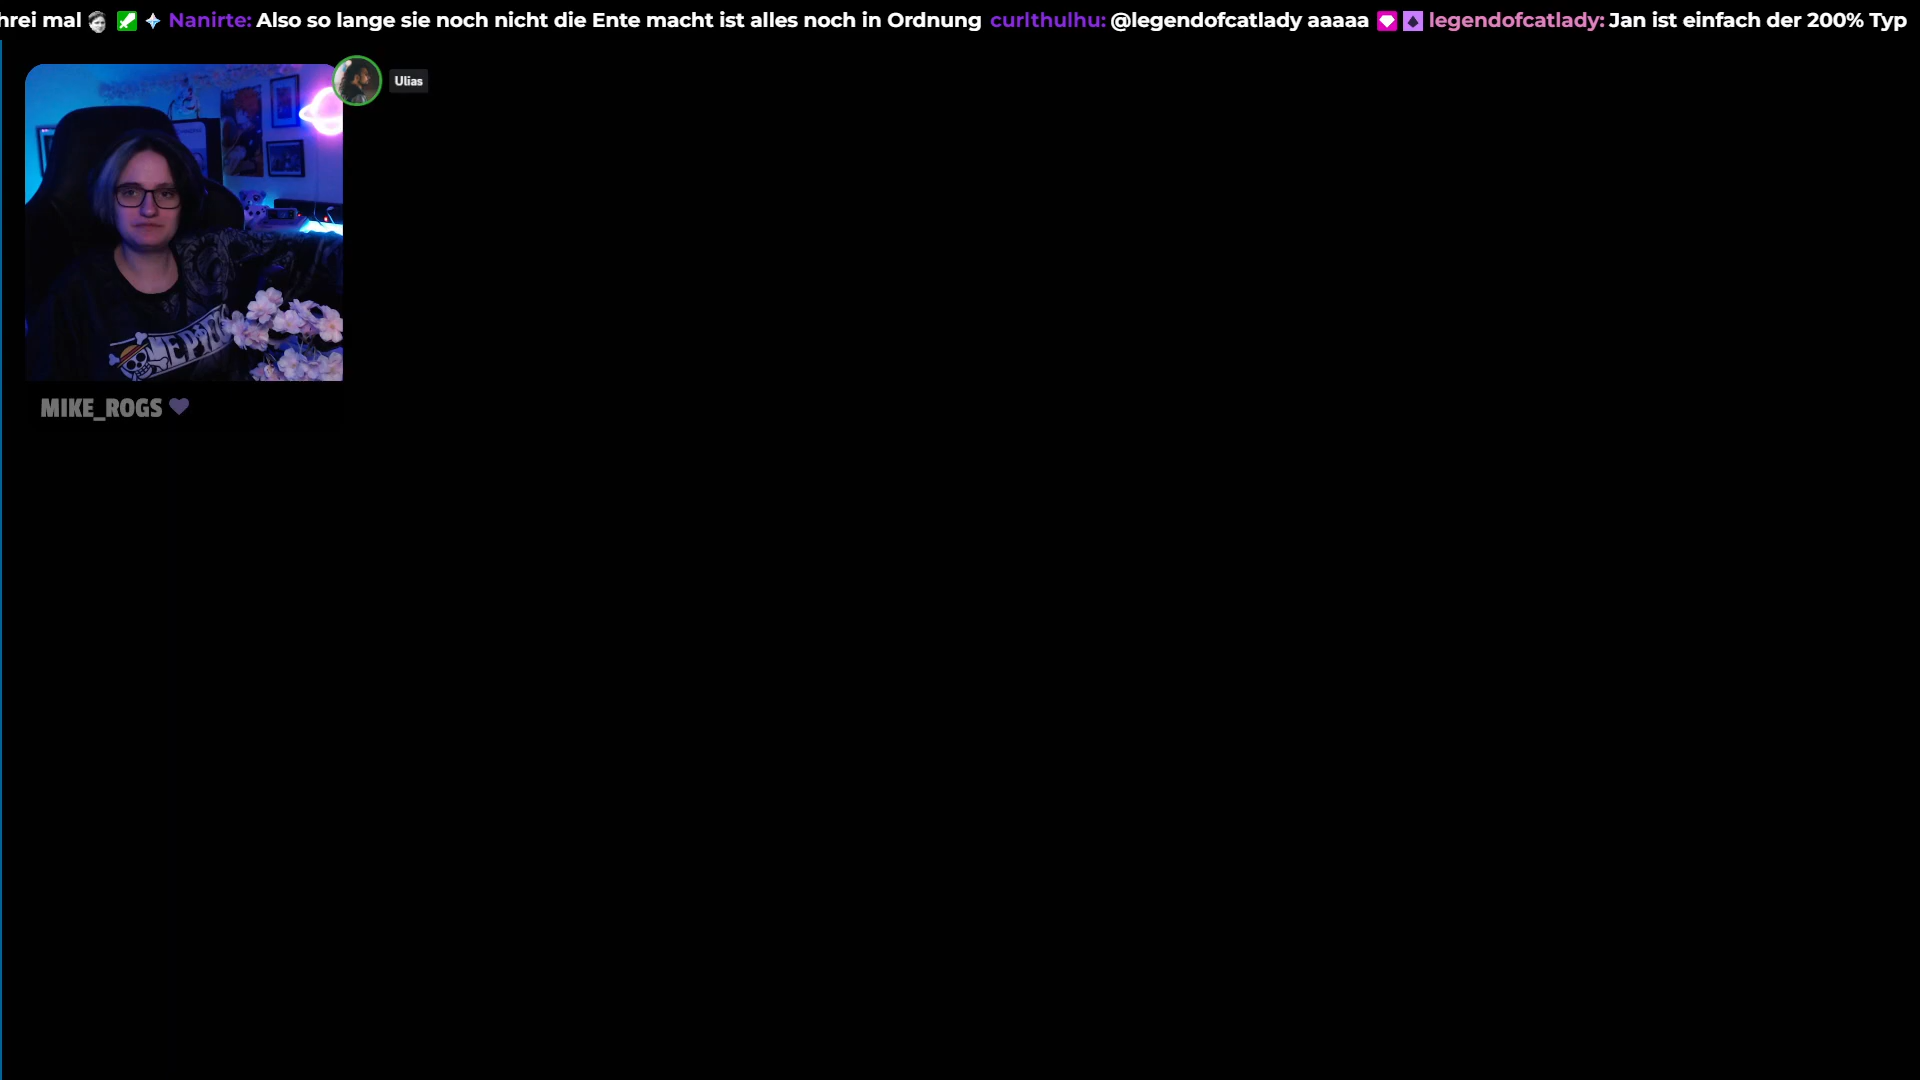 hrei mal Nanirte: Also so lange sie noch nicht die Ente macht ist alles noch in Ordnung curlthulhu: @legendofcatlady aaaaa legendofcatlady: Jan ist einfach der 200% Typ
Ulias
MIKE_ROGS